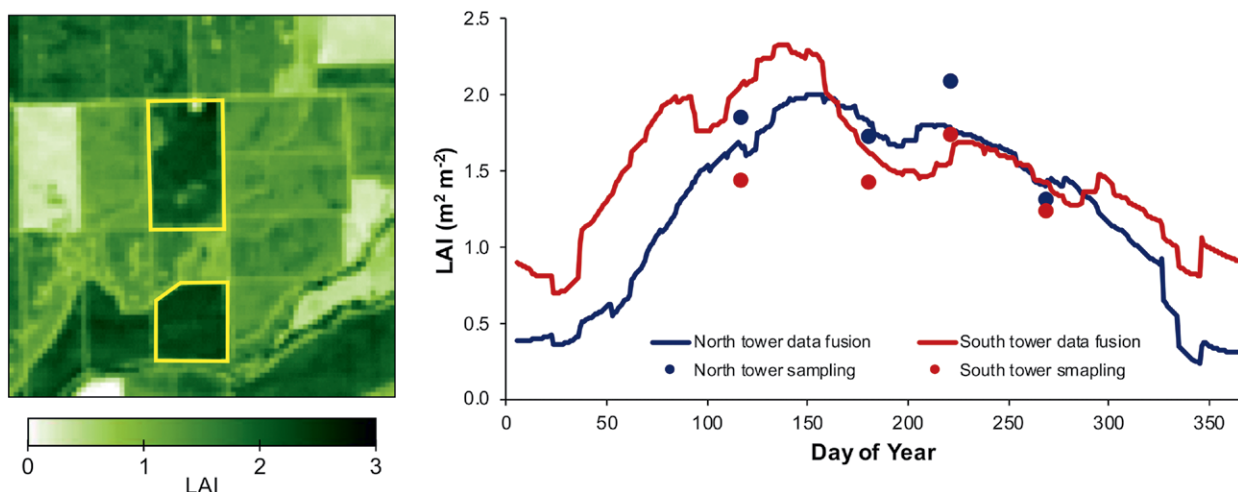 0 1 2 3
LAI
2.5
2.0
1.5
1.0
0.5
0.0
LAI (m² m⁻²)
North tower data fusion South tower data fusion
North tower sampling South tower smapling
0 50 100 150 200 250 300 350
Day of Year